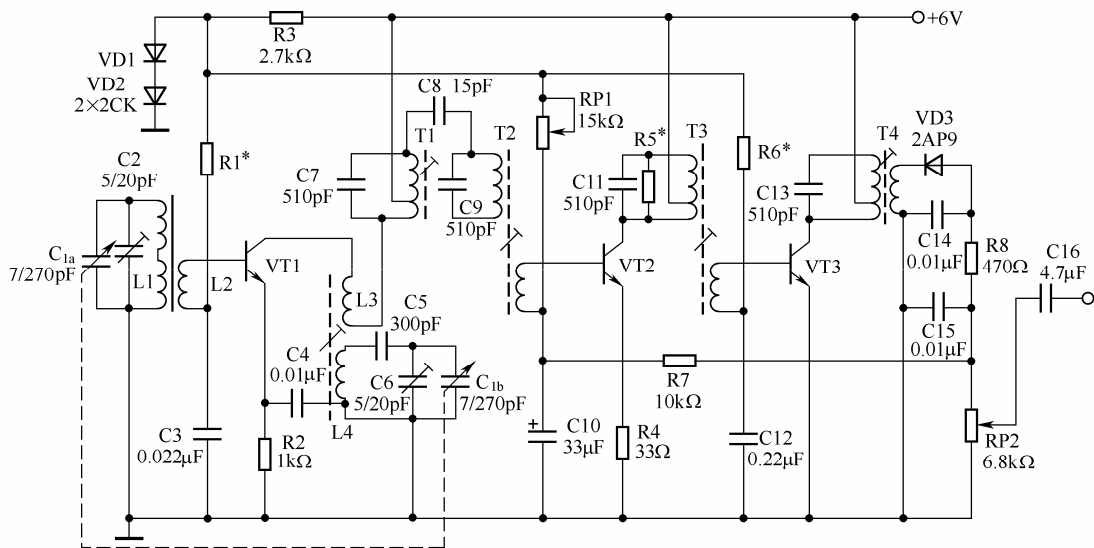 +6V
R3
2.7kΩ
VD1
VD2
2×2CK
C8 15pF
RP1
15kΩ
T1
T2
R5*
T3
T4
VD3
2AP9
R1*
R6*
C2
5/20pF
C7
510pF
C9
510pF
C11
510pF
C13
510pF
C14
0.01μF
R8
470Ω
C16
4.7μF
C1a
7/270pF
L1
L2
VT1
L3
C5
300pF
VT2
VT3
C15
0.01μF
C4
0.01μF
C6
5/20pF
C1b
7/270pF
R7
10kΩ
L4
C3
0.022μF
R2
1kΩ
+
C10
33μF
R4
33Ω
C12
0.22μF
RP2
6.8kΩ